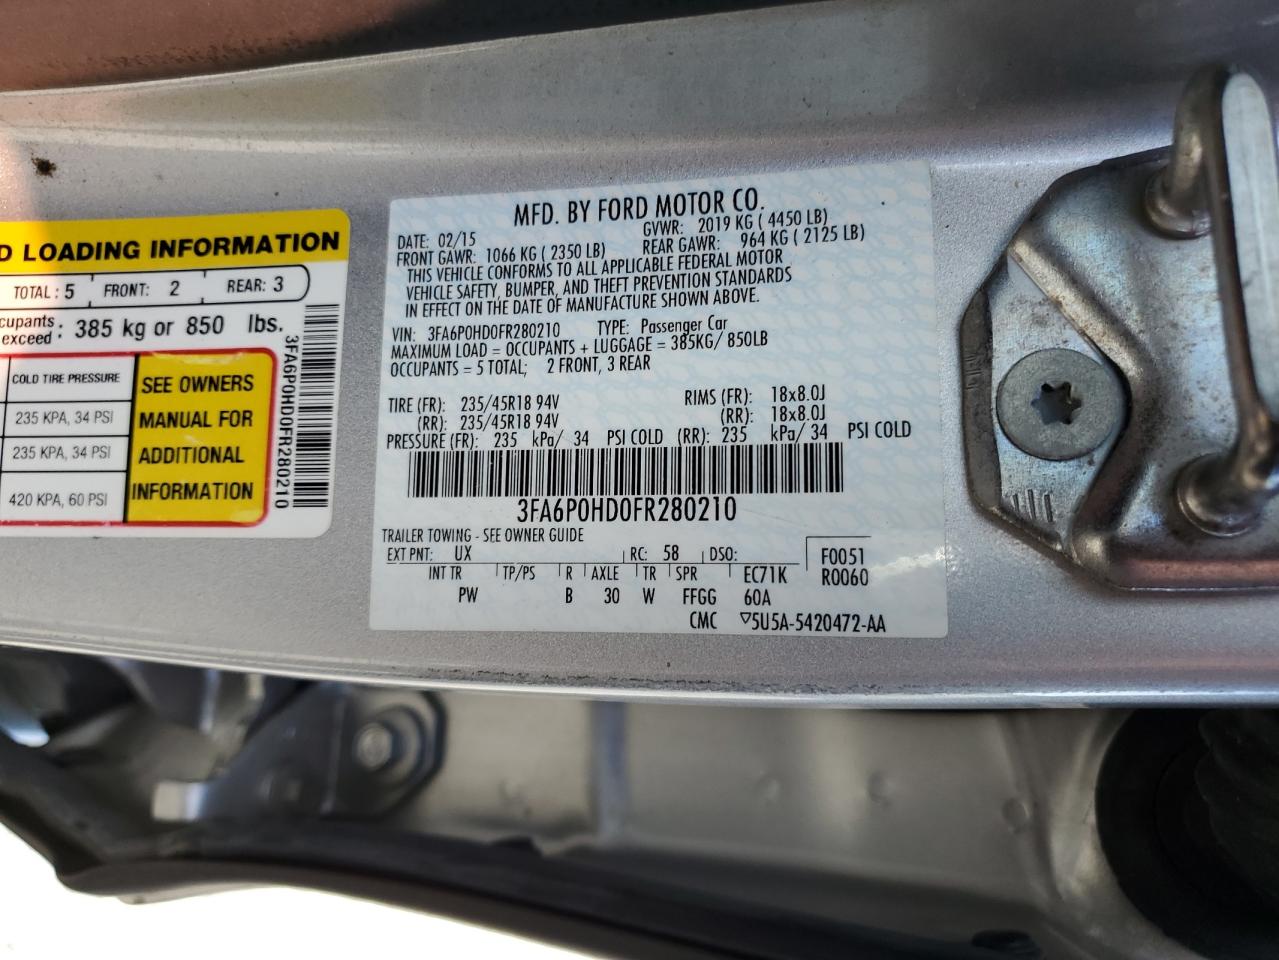 D LOADING INFORMATION
TOTAL: 5 FRONT: 2 REAR: 3
cupants
exceed: 385 kg or 850 lbs.
COLD TIRE PRESSURE
235 KPA, 34 PSI
235 KPA, 34 PSI
420 KPA, 60 PSI
SEE OWNERS
MANUAL FOR
ADDITIONAL
INFORMATION
3FA6P0HD0FR280210
MFD. BY FORD MOTOR CO.
DATE: 02/15 GVWR: 2019 KG ( 4450 LB)
FRONT GAWR: 1066 KG ( 2350 LB) REAR GAWR: 964 KG ( 2125 LB)
THIS VEHICLE CONFORMS TO ALL APPLICABLE FEDERAL MOTOR
VEHICLE SAFETY, BUMPER, AND THEFT PREVENTION STANDARDS
IN EFFECT ON THE DATE OF MANUFACTURE SHOWN ABOVE.
VIN: 3FA6P0HD0FR280210 TYPE: Passenger Car
MAXIMUM LOAD = OCCUPANTS + LUGGAGE = 385KG/ 850LB
OCCUPANTS = 5 TOTAL; 2 FRONT, 3 REAR
TIRE (FR): 235/45R18 94V RIMS (FR): 18x8.0J
(RR): 235/45R18 94V (RR): 18x8.0J
PRESSURE (FR): 235 kPa/ 34 PSI COLD (RR): 235 kPa/ 34 PSI COLD
3FA6P0HD0FR280210
TRAILER TOWING - SEE OWNER GUIDE
EXT PNT: UX RC: 58 DSO: F0051
INT TR TP/PS R AXLE TR SPR EC71K R0060
PW B 30 W FFGG 60A
CMC ▽5U5A-5420472-AA